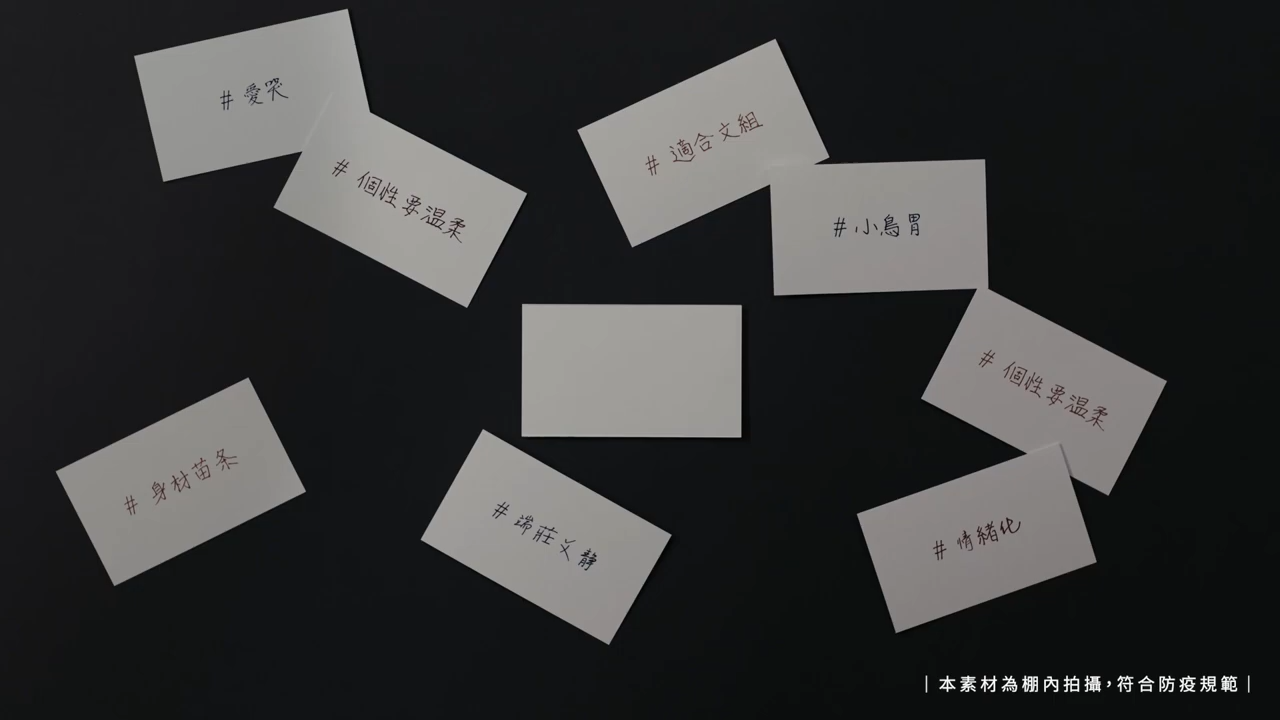 # 愛哭
# 個性要溫柔
# 適合文組
# 小鳥胃
# 個性要溫柔
# 身材苗条
# 端莊文靜
# 情緒化
|本素材為棚內拍攝,符合防疫規範|